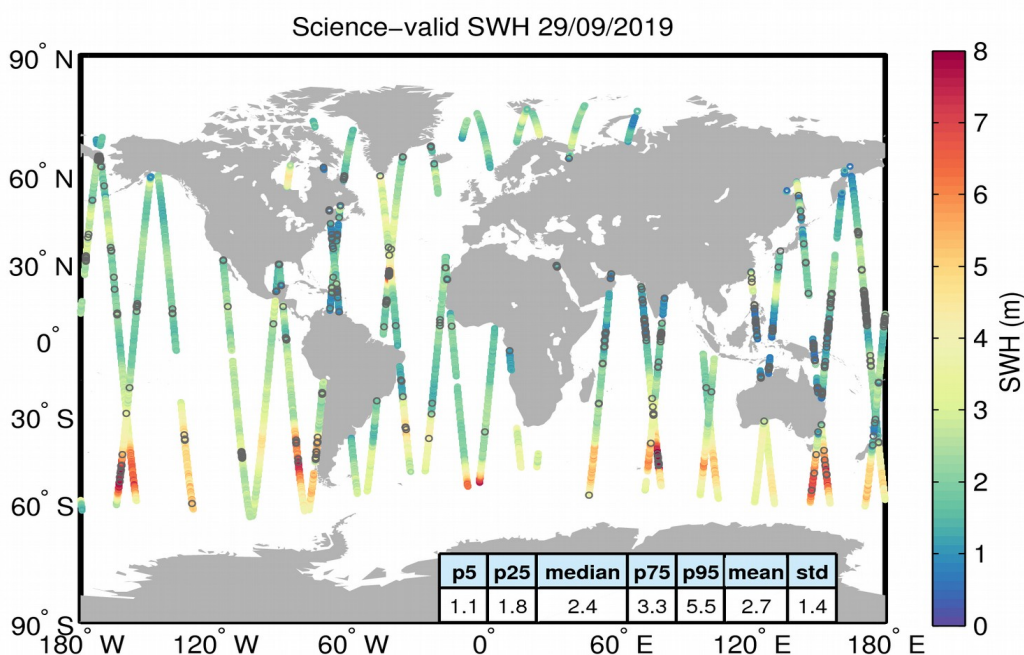 Science-valid SWH 29/09/2019
90° N
60° N
30° N
0°
30° S
60° S
90° S
180° W 120° W 60° W 0° 60° E 120° E 180° E
p5 p25 median p75 p95 mean std
1.1 1.8 2.4 3.3 5.5 2.7 1.4
8
7
6
5
4
3
2
1
0
SWH (m)